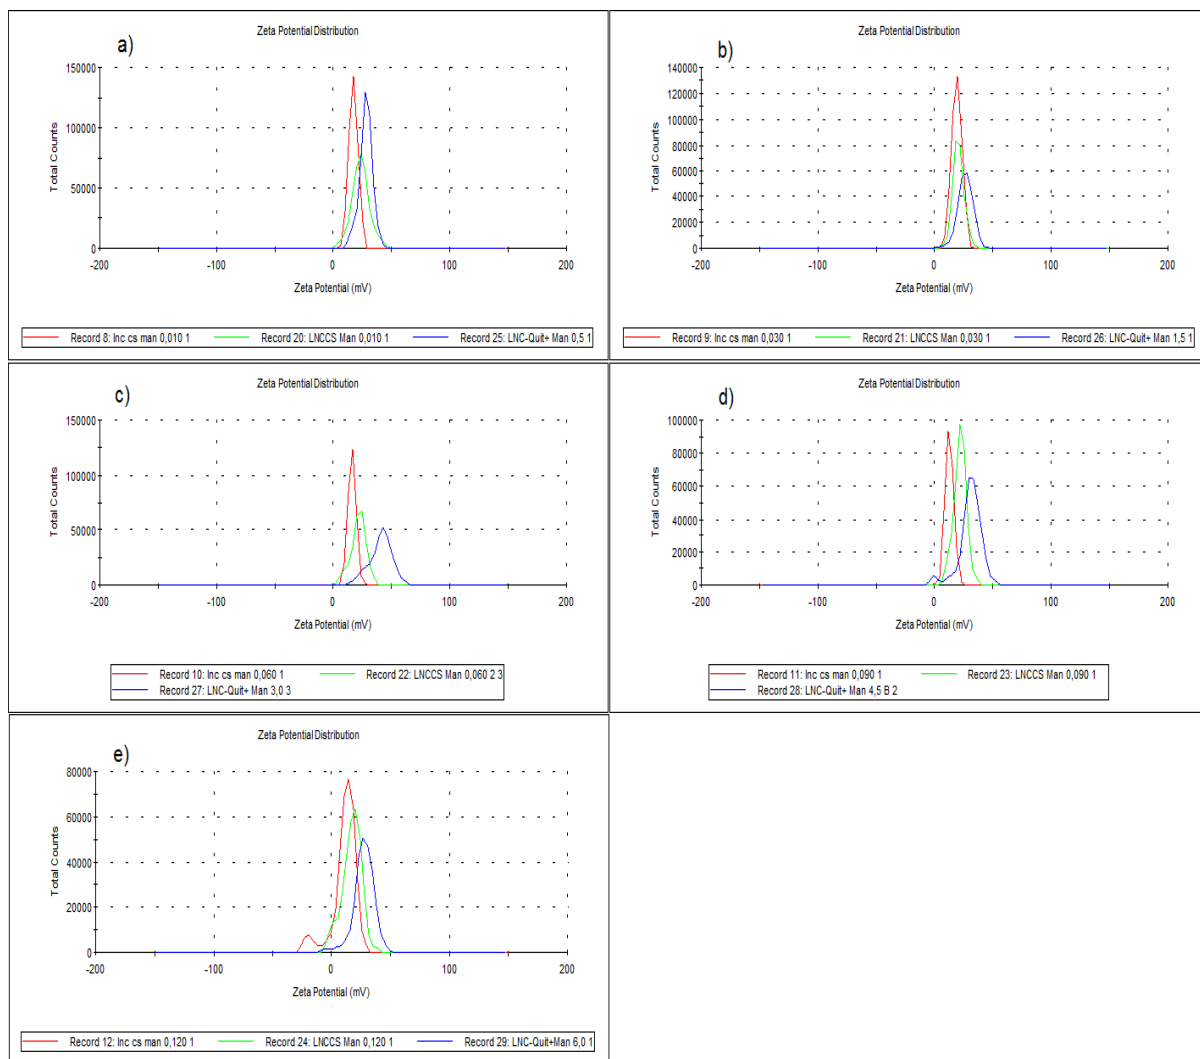 a)
Zeta Potential Distribution
150000
100000
50000
0
Total Counts
-200 -100 0 100 200
Zeta Potential (mV)
Record 8: lnc cs man 0,010 1 Record 20: LNCCS Man 0,010 1 Record 25: LNC-Quit+ Man 0,5 1
b)
Zeta Potential Distribution
140000
120000
100000
80000
60000
40000
20000
0
Total Counts
-200 -100 0 100 200
Zeta Potential (mV)
Record 9: lnc cs man 0,030 1 Record 21: LNCCS Man 0,030 1 Record 26: LNC-Quit+ Man 1,5 1
c)
Zeta Potential Distribution
150000
100000
50000
0
Total Counts
-200 -100 0 100 200
Zeta Potential (mV)
Record 10: lnc cs man 0,060 1 Record 22: LNCCS Man 0,060 2 3
Record 27: LNC-Quit+ Man 3,0 3
d)
Zeta Potential Distribution
100000
80000
60000
40000
20000
0
Total Counts
-200 -100 0 100 200
Zeta Potential (mV)
Record 11: lnc cs man 0,090 1 Record 23: LNCCS Man 0,090 1
Record 28: LNC-Quit+ Man 4,5 B 2
e)
Zeta Potential Distribution
80000
60000
40000
20000
0
Total Counts
-200 -100 0 100 200
Zeta Potential (mV)
Record 12: lnc cs man 0,120 1 Record 24: LNCCS Man 0,120 1 Record 29: LNC-Quit+Man 6,0 1